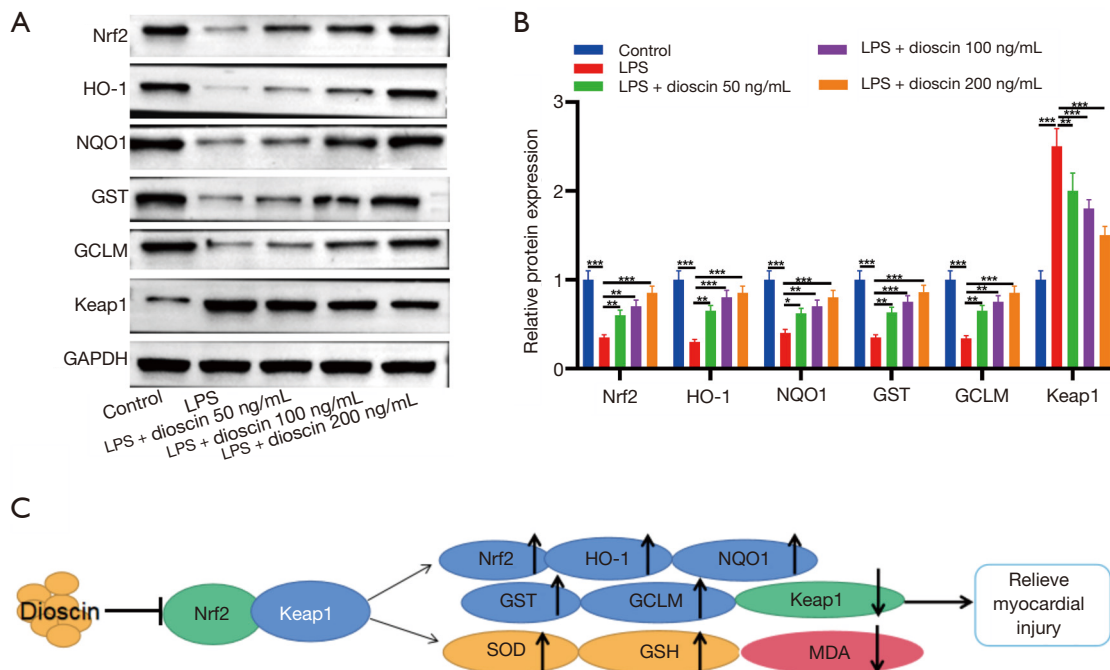 A
Nrf2
HO-1
NQO1
GST
GCLM
Keap1
GAPDH
Control
LPS
LPS + dioscin 50 ng/mL
LPS + dioscin 100 ng/mL
LPS + dioscin 200 ng/mL
B
Control
LPS
LPS + dioscin 50 ng/mL
LPS + dioscin 100 ng/mL
LPS + dioscin 200 ng/mL
Relative protein expression
3
2
1
0
*** ** ** ***
*** ** *** ***
*** * ** ***
*** ** *** ***
*** ** ** ***
*** ** *** ***
Nrf2 HO-1 NQO1 GST GCLM Keap1
C
Dioscin
Nrf2
Keap1
Nrf2 HO-1 NQO1
GST GCLM Keap1
SOD GSH MDA
Relieve
myocardial
injury